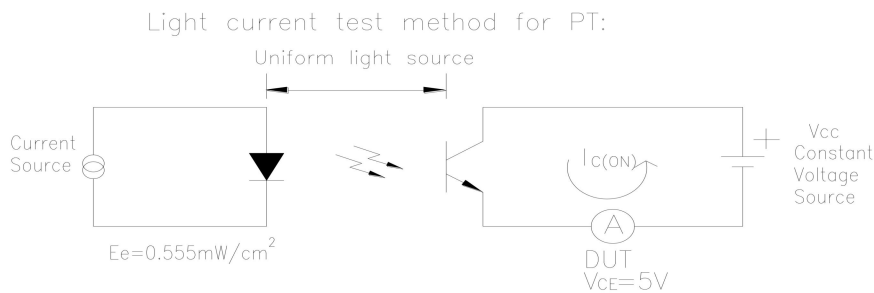 Light current test method for PT:
Uniform light source
Current
Source
IC(ON)
+
Vcc
Constant
Voltage
Source
A
Ee=0.555mW/cm²
DUT
VCE=5V